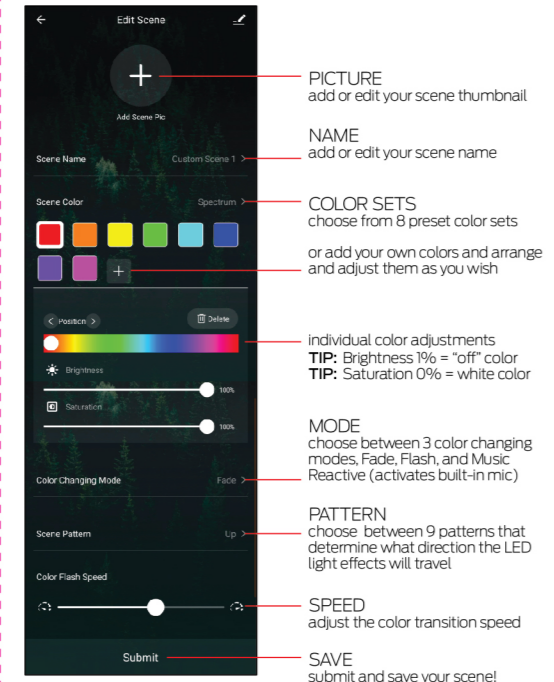 Edit Scene
Add Scene Pic
PICTURE
add or edit your scene thumbnail
Scene Name
Custom Scene 1
NAME
add or edit your scene name
Scene Color
Spectrum
COLOR SETS
choose from 8 preset color sets
or add your own colors and arrange
and adjust them as you wish
Position
Delete
Brightness
100%
Saturation
100%
individual color adjustments
TIP: Brightness 1% = “off” color
TIP: Saturation 0% = white color
Color Changing Mode
Fade
MODE
choose between 3 color changing
modes, Fade, Flash, and Music
Reactive (activates built-in mic)
Scene Pattern
Up
PATTERN
choose between 9 patterns that
determine what direction the LED
light effects will travel
Color Flash Speed
SPEED
adjust the color transition speed
Submit
SAVE
submit and save your scene!